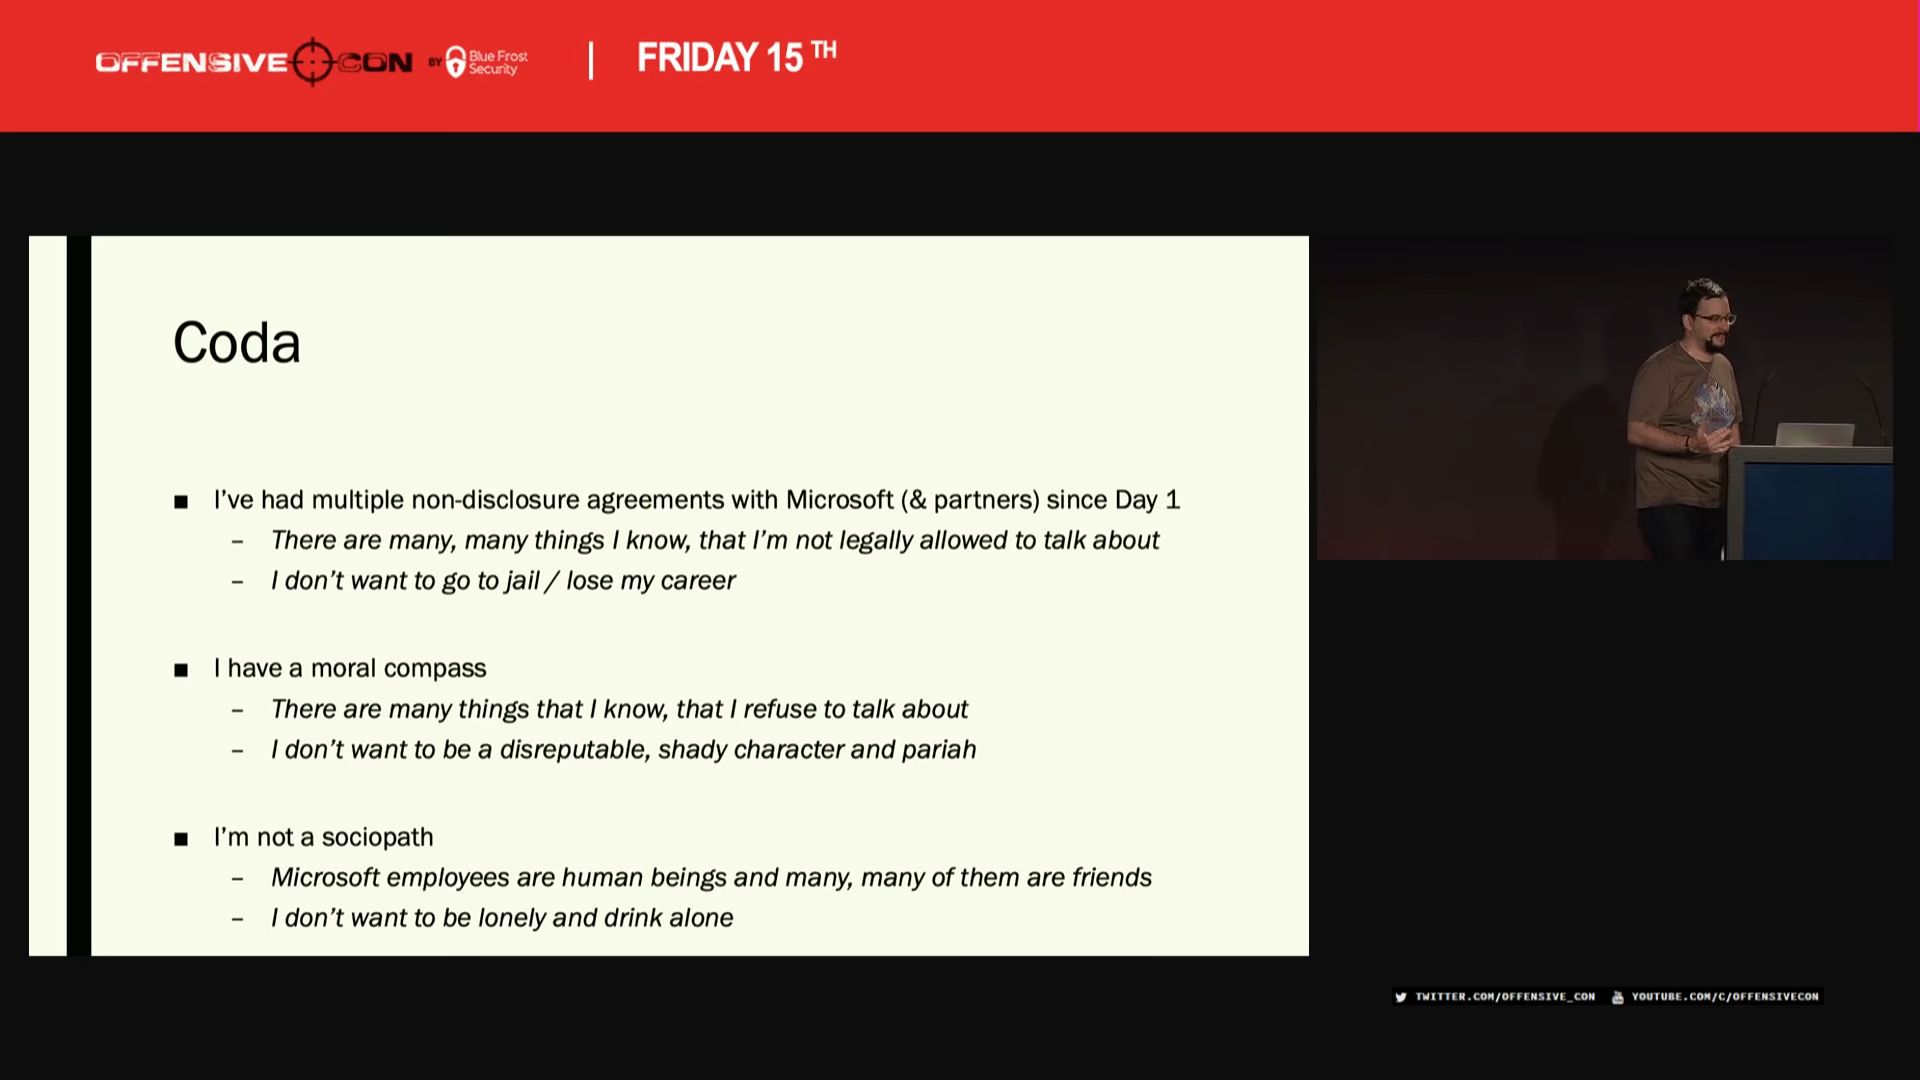 OFFENSIVE CON BY Blue Frost Security | FRIDAY 15 TH
Coda
■ I've had multiple non-disclosure agreements with Microsoft (& partners) since Day 1
– There are many, many things I know, that I'm not legally allowed to talk about
– I don't want to go to jail / lose my career
■ I have a moral compass
– There are many things that I know, that I refuse to talk about
– I don't want to be a disreputable, shady character and pariah
■ I'm not a sociopath
– Microsoft employees are human beings and many, many of them are friends
– I don't want to be lonely and drink alone
TWITTER.COM/OFFENSIVE_CON YOUTUBE.COM/C/OFFENSIVECON